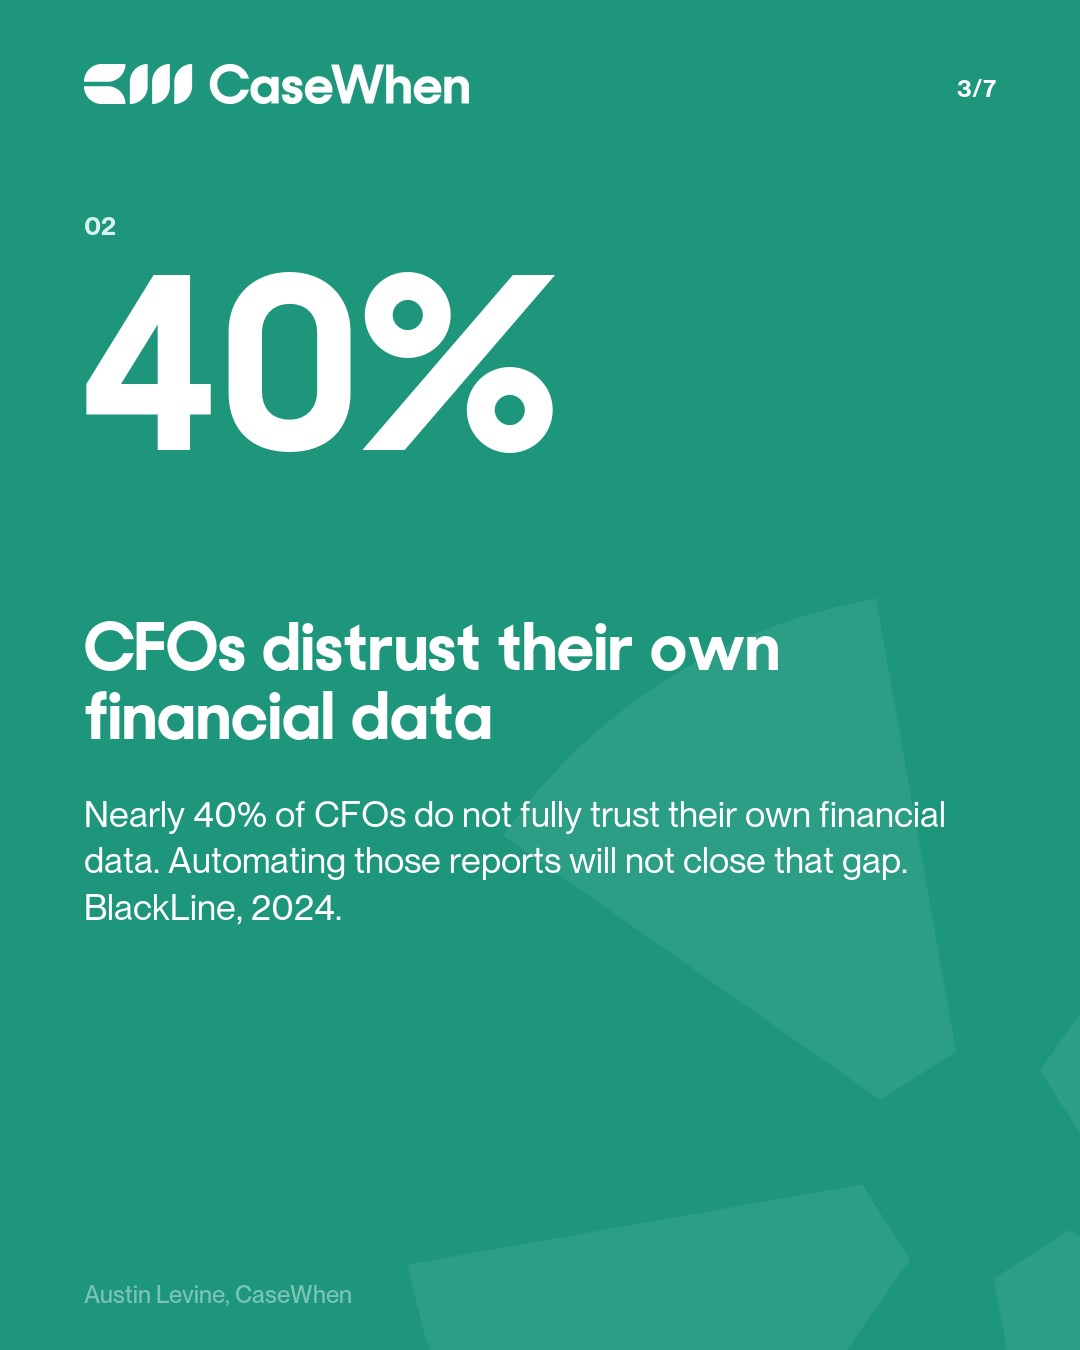 CaseWhen
3/7
02
40%
CFOs distrust their own
financial data
Nearly 40% of CFOs do not fully trust their own financial
data. Automating those reports will not close that gap.
BlackLine, 2024.
Austin Levine, CaseWhen